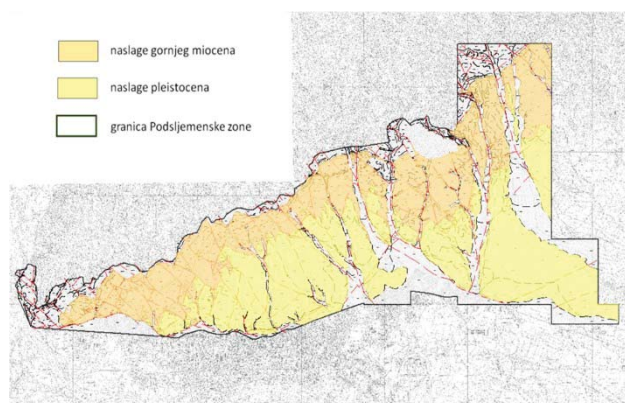 naslage gornjeg miocena
naslage pleistocena
granica Podsljemenske zone